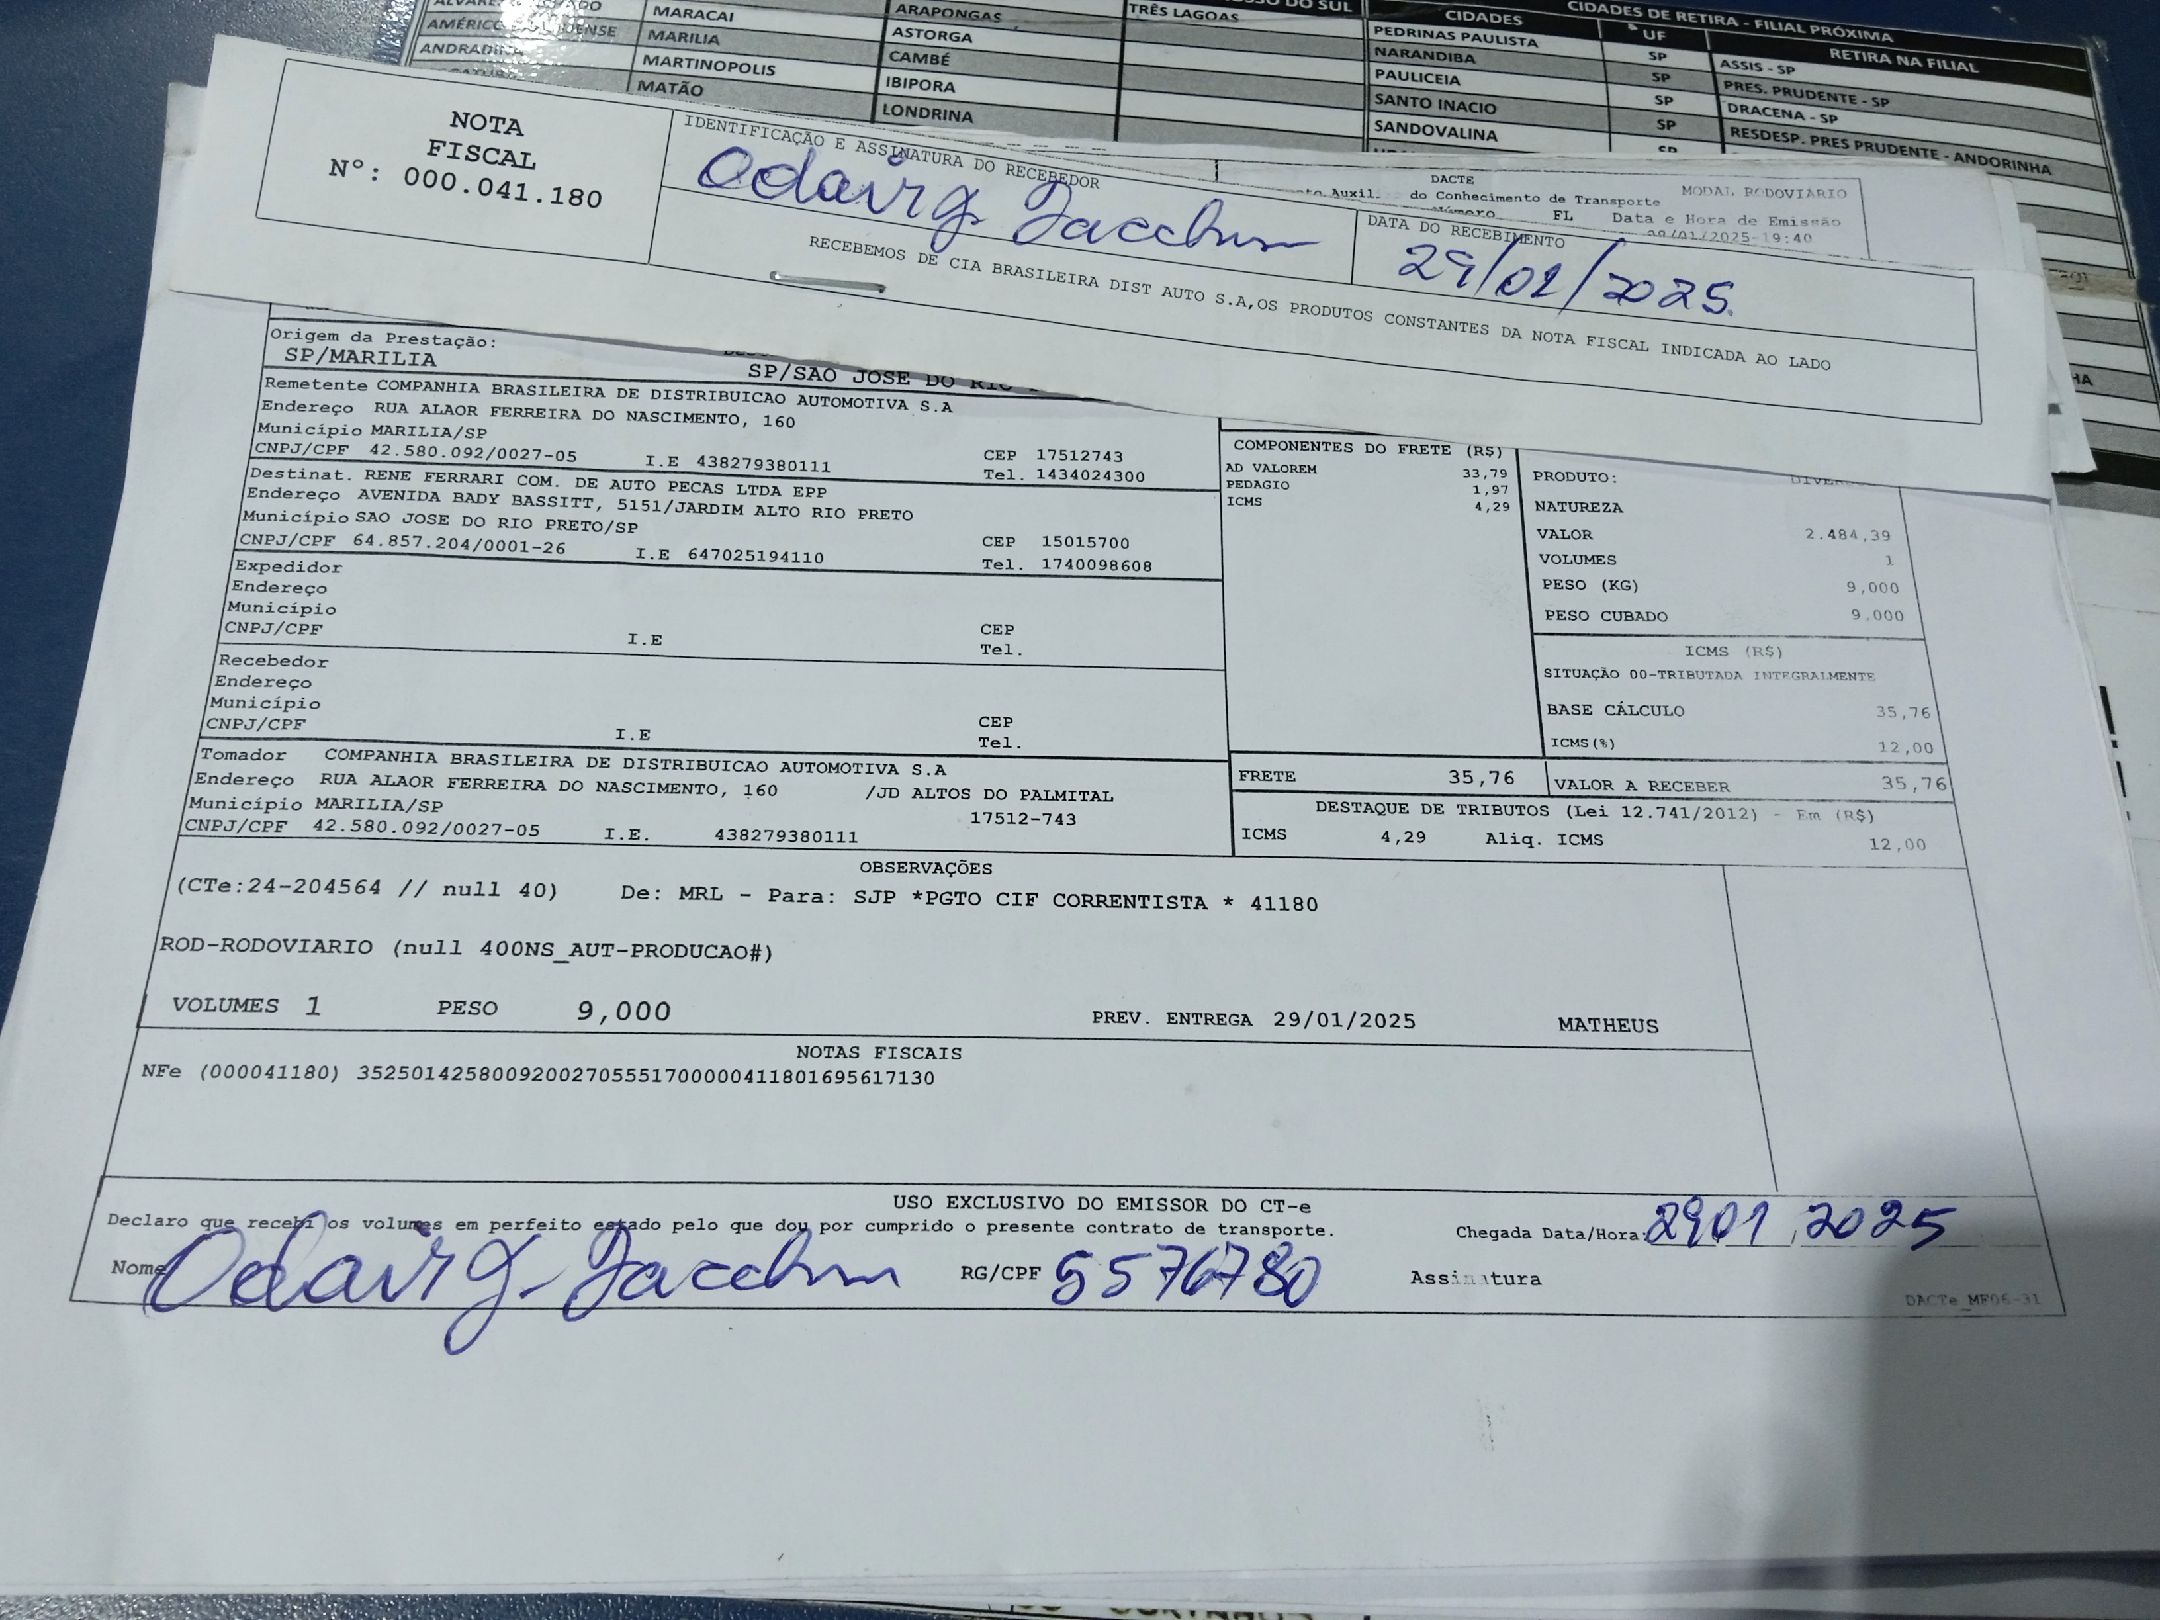 MARACAI
ARAPONGAS
TRÊS LAGOAS
DO SUL
CIDADES DE RETIRA - FILIAL PRÓXIMA
MARILIA
ASTORGA
CIDADES
UF
RETIRA NA FILIAL
ANDRADINA
MARTINOPOLIS
CAMBÉ
PEDRINAS PAULISTA
SP
ASSIS - SP
MATÃO
IBIPORA
NARANDIBA
SP
PRES. PRUDENTE - SP
LONDRINA
PAULICEIA
SP
DRACENA - SP
SANTO INACIO
SP
RESDESP. PRES PRUDENTE - ANDORINHA
SANDOVALINA
NOTA
FISCAL
Nº: 000.041.180
IDENTIFICAÇÃO E ASSINATURA DO RECEBEDOR
Odair g. Jacchm
DATA DO RECEBIMENTO
29/01/2025.
RECEBEMOS DE CIA BRASILEIRA DIST AUTO S.A,OS PRODUTOS CONSTANTES DA NOTA FISCAL INDICADA AO LADO
DACTE
MODAL RODOVIÁRIO
do Conhecimento de Transporte
Número
FL
Data e Hora de Emissão
/01/2025-19:40
Origem da Prestação:
SP/MARILIA
SP/SAO JOSE DO RIO
Remetente COMPANHIA BRASILEIRA DE DISTRIBUICAO AUTOMOTIVA S.A
Endereço RUA ALAOR FERREIRA DO NASCIMENTO, 160
Município MARILIA/SP
CEP 17512743
CNPJ/CPF 42.580.092/0027-05 I.E 438279380111
Tel. 1434024300
Destinat. RENE FERRARI COM. DE AUTO PECAS LTDA EPP
Endereço AVENIDA BADY BASSITT, 5151/JARDIM ALTO RIO PRETO
Município SAO JOSE DO RIO PRETO/SP
CEP 15015700
CNPJ/CPF 64.857.204/0001-26 I.E 647025194110
Tel. 1740098608
Expedidor
Endereço
Município
CEP
CNPJ/CPF I.E
Tel.
Recebedor
Endereço
Município
CEP
CNPJ/CPF I.E
Tel.
Tomador COMPANHIA BRASILEIRA DE DISTRIBUICAO AUTOMOTIVA S.A
Endereço RUA ALAOR FERREIRA DO NASCIMENTO, 160 /JD ALTOS DO PALMITAL
Município MARILIA/SP 17512-743
CNPJ/CPF 42.580.092/0027-05 I.E. 438279380111
COMPONENTES DO FRETE (R$)
AD VALOREM 33,79
PEDAGIO 1,97
ICMS 4,29
PRODUTO:
NATUREZA
VALOR 2.484,39
VOLUMES 1
PESO (KG) 9,000
PESO CUBADO 9,000
ICMS (R$)
SITUAÇÃO 00-TRIBUTADA INTEGRALMENTE
BASE CÁLCULO 35,76
ICMS(%) 12,00
FRETE 35,76
VALOR A RECEBER 35,76
DESTAQUE DE TRIBUTOS (Lei 12.741/2012) - Em (R$)
ICMS 4,29 Aliq. ICMS 12,00
OBSERVAÇÕES
(CTe:24-204564 // null 40) De: MRL - Para: SJP *PGTO CIF CORRENTISTA * 41180
ROD-RODOVIARIO (null 400NS_AUT-PRODUCAO#)
VOLUMES 1 PESO 9,000 PREV. ENTREGA 29/01/2025 MATHEUS
NOTAS FISCAIS
NFe (000041180) 35250142580092002705551700000411801695617130
USO EXCLUSIVO DO EMISSOR DO CT-e
Declaro que recebi os volumes em perfeito estado pelo que dou por cumprido o presente contrato de transporte.
Chegada Data/Hora: 2901 2025
Nome Odair g. Jacchm RG/CPF 5576780 Assinatura
DACTe_MF06-31